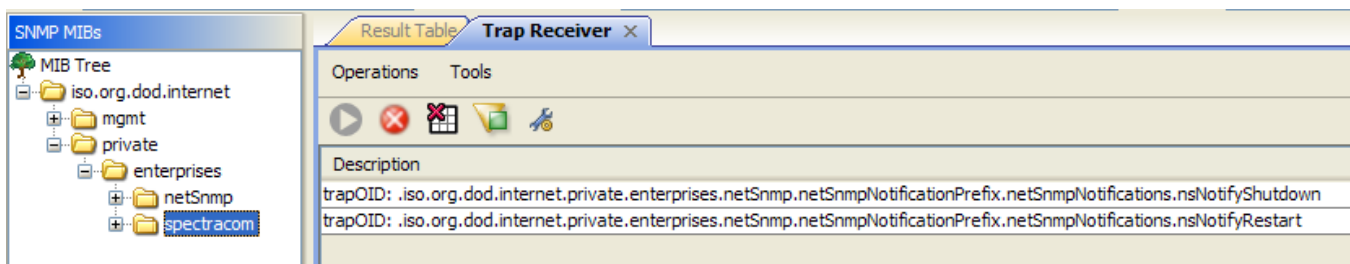 SNMP MIBs
MIB Tree
iso.org.dod.internet
mgmt
private
enterprises
netSnmp
spectracom
Result Table
Trap Receiver
Operations Tools
Description
trapOID: .iso.org.dod.internet.private.enterprises.netSnmp.netSnmpNotificationPrefix.netSnmpNotifications.nsNotifyShutdown
trapOID: .iso.org.dod.internet.private.enterprises.netSnmp.netSnmpNotificationPrefix.netSnmpNotifications.nsNotifyRestart